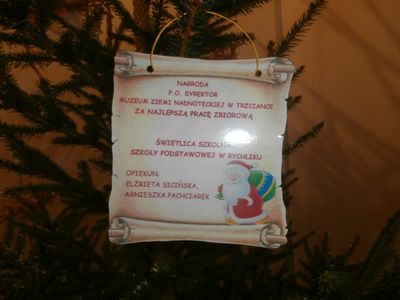 NAGRODA
P.O. DYREKTOR
MUZEUM ZIEMI NADNOTECKIEJ W TRZCIANCE
ZA NAJLEPSZĄ PRACĘ ZBIOROWĄ
ŚWIETLICA SZKOLNA
SZKOŁY PODSTAWOWEJ W RYCHLIKU
OPIEKUN:
ELŻBIETA SICIŃSKA,
AGNIESZKA PACHCIAREK